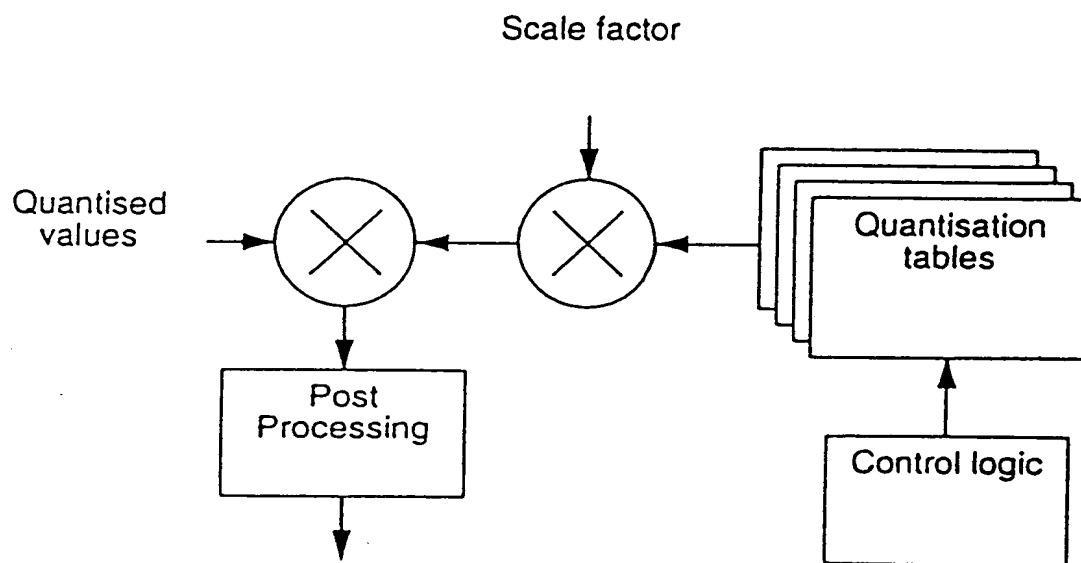 Scale factor
Quantised
values
Quantisation
tables
Post
Processing
Control logic